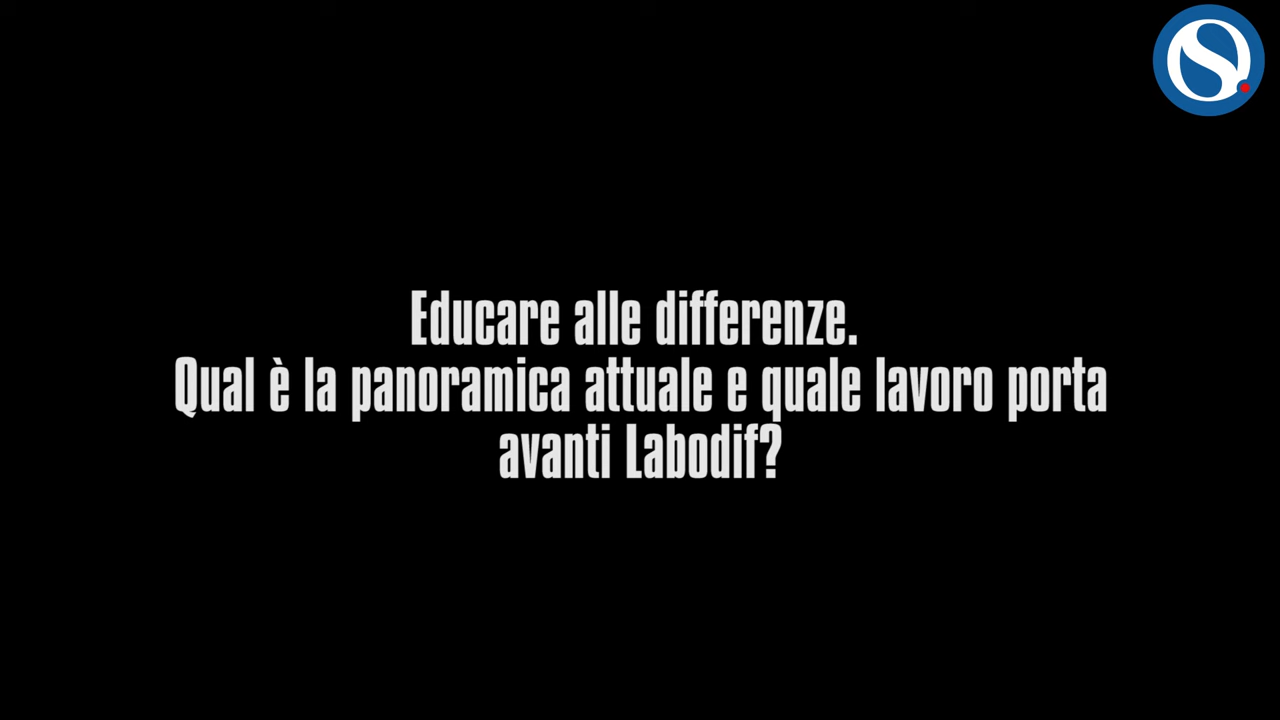 Educare alle differenze.
Qual è la panoramica attuale e quale lavoro porta
avanti Labodif?